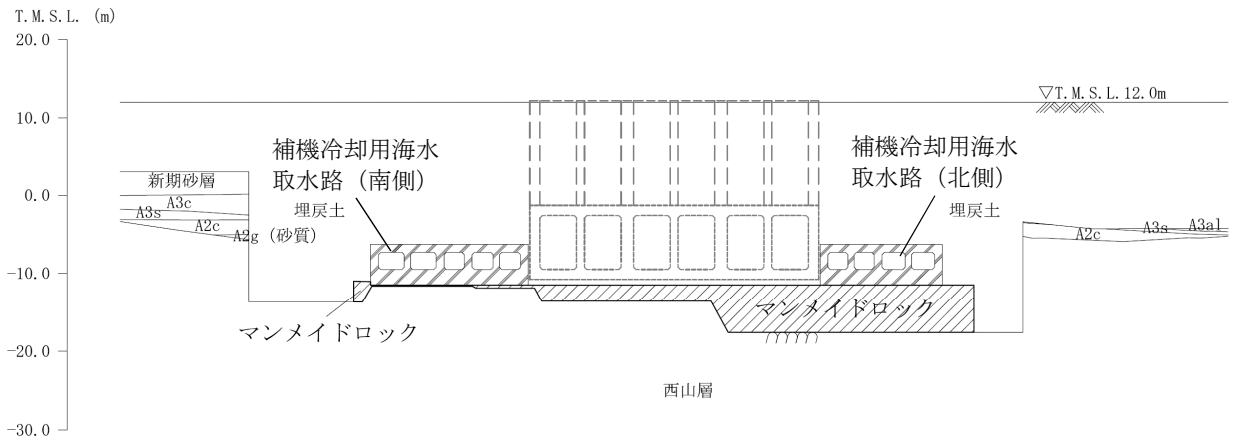 T.M.S.L. (m)
20.0
10.0
0.0
-10.0
-20.0
-30.0
▽T.M.S.L.12.0m
補機冷却用海水
取水路（南側）
埋戻土
補機冷却用海水
取水路（北側）
埋戻土
新期砂層
A3c
A3s
A2c
A2g（砂質）
A2c
A3s
A3al
マンメイドロック
マンメイドロック
西山層